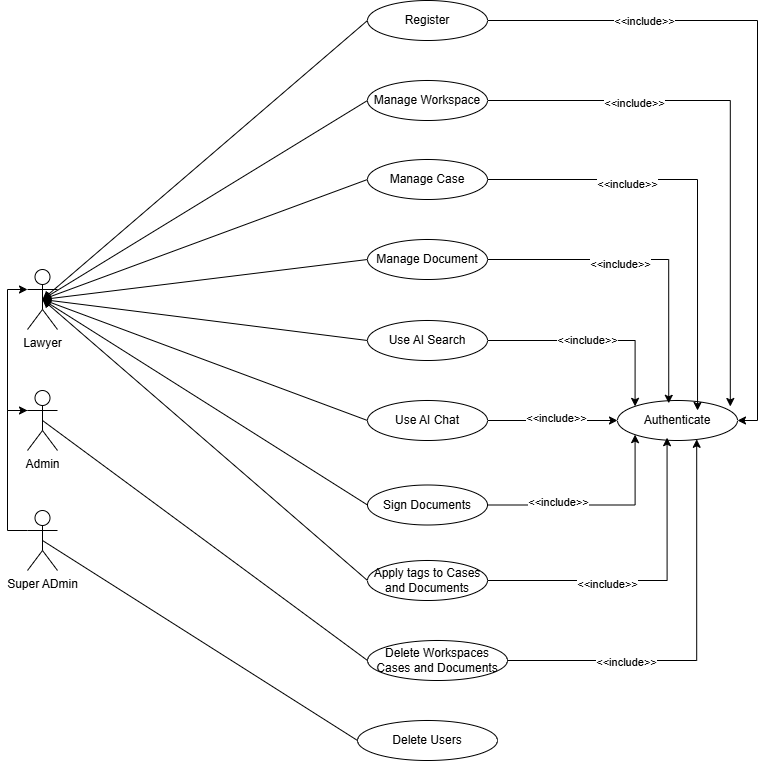 Register
<<include>>
Manage Workspace
<<include>>
Manage Case
<<include>>
Manage Document
<<include>>
Lawyer
Use AI Search
<<include>>
Use AI Chat
<<include>>
Authenticate
Admin
Sign Documents
<<include>>
Super ADmin
Apply tags to Cases
and Documents
<<include>>
Delete Workspaces
Cases and Documents
<<include>>
Delete Users